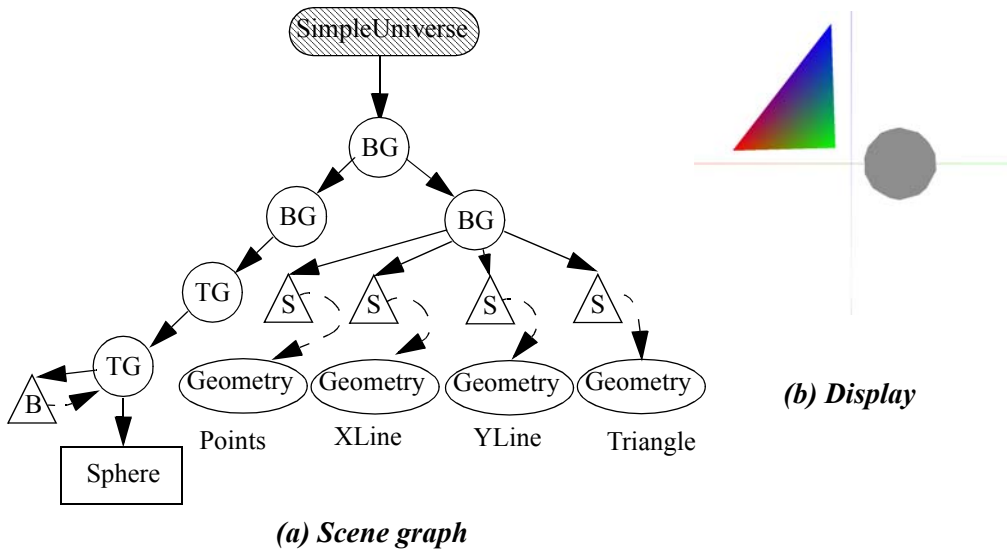 SimpleUniverse
BG
BG
BG
TG
S
S
S
S
TG
B
Geometry
Geometry
Geometry
Geometry
Points
XLine
YLine
Triangle
Sphere
(a) Scene graph
(b) Display